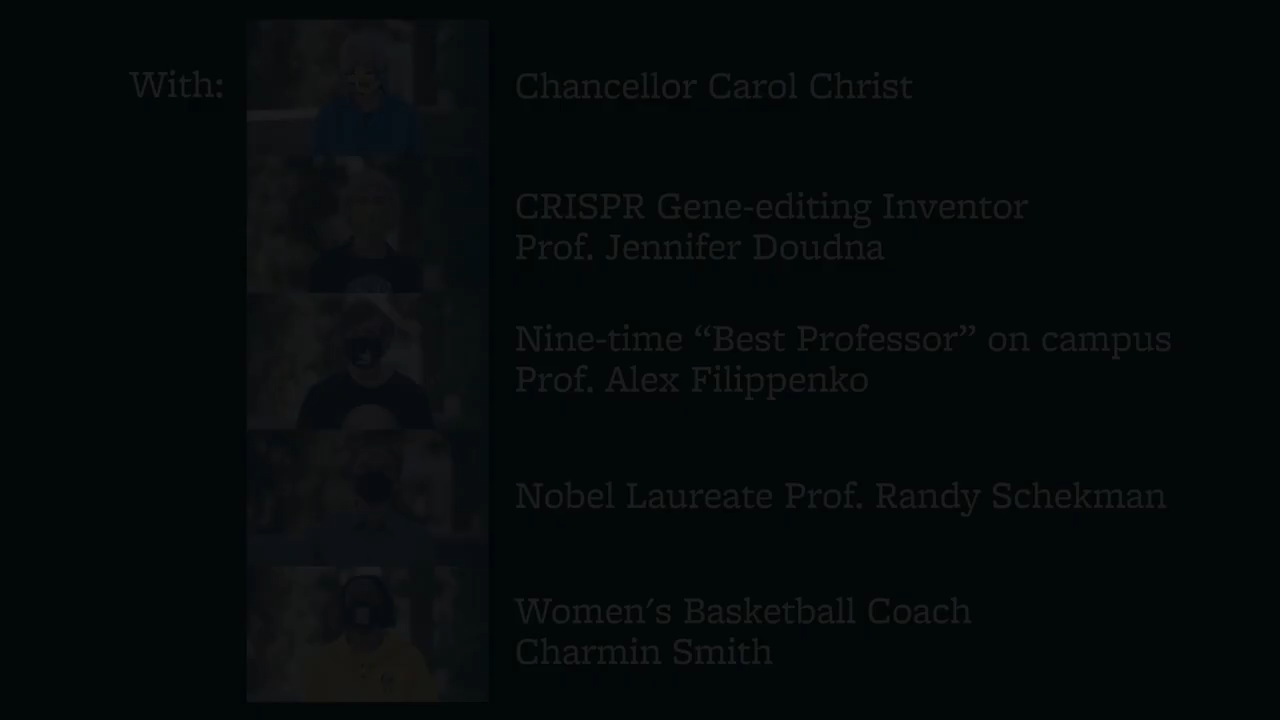 With:
Chancellor Carol Christ
CRISPR Gene-editing Inventor
Prof. Jennifer Doudna
Nine-time “Best Professor” on campus
Prof. Alex Filippenko
Nobel Laureate Prof. Randy Schekman
Women's Basketball Coach
Charmin Smith